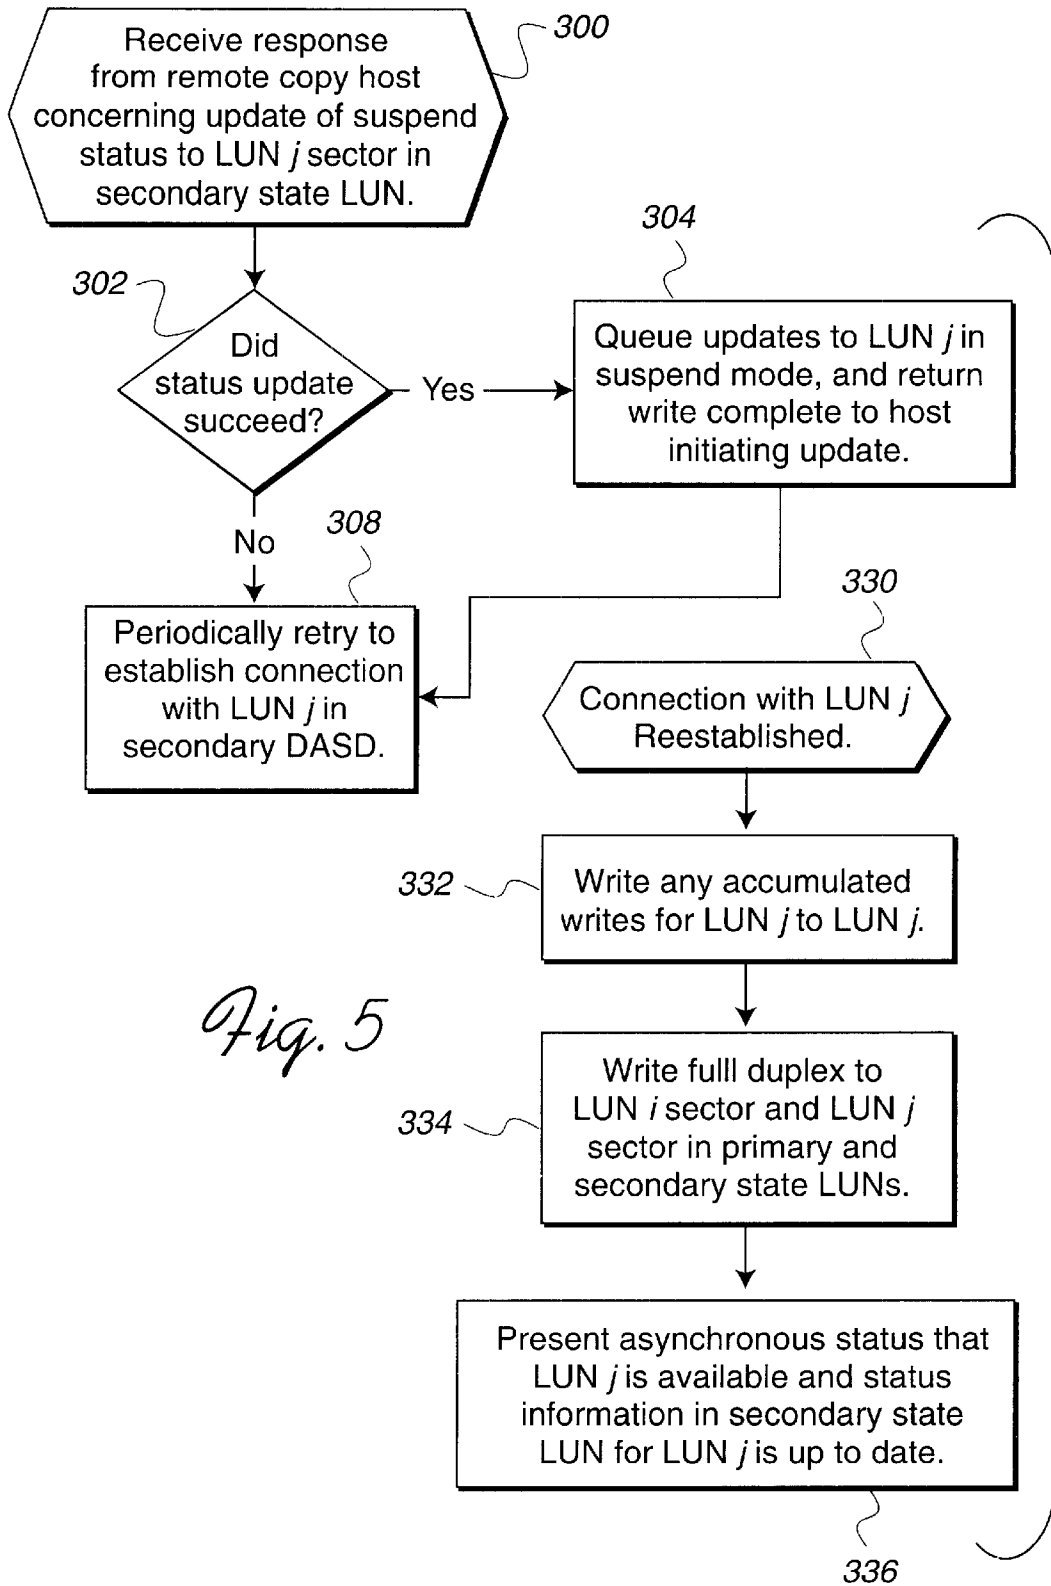 300
Receive response
from remote copy host
concerning update of suspend
status to LUN j sector in
secondary state LUN.
302
Did
status update
succeed?
Yes
304
Queue updates to LUN j in
suspend mode, and return
write complete to host
initiating update.
No
308
Periodically retry to
establish connection
with LUN j in
secondary DASD.
330
Connection with LUN j
Reestablished.
332
Write any accumulated
writes for LUN j to LUN j.
Fig. 5
334
Write fulll duplex to
LUN i sector and LUN j
sector in primary and
secondary state LUNs.
Present asynchronous status that
LUN j is available and status
information in secondary state
LUN for LUN j is up to date.
336